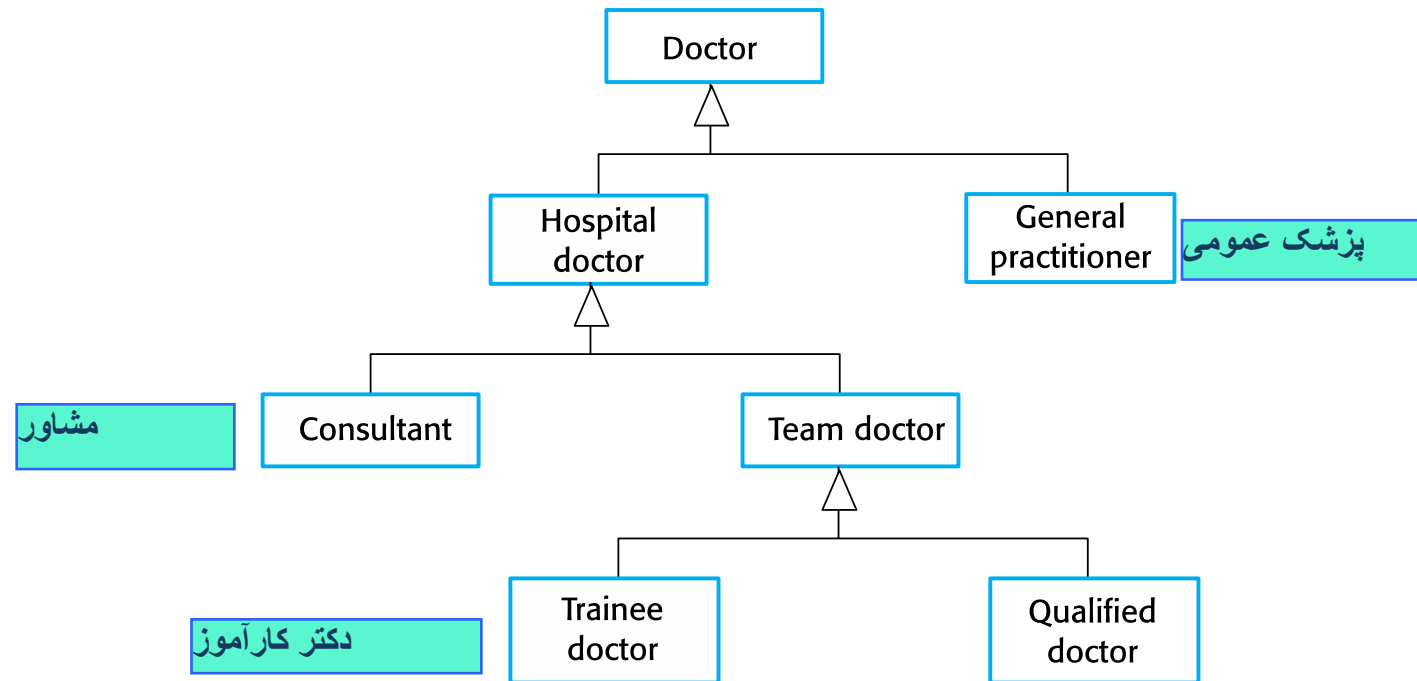 Doctor
Hospital
doctor
General
practitioner
پزشک عمومی
مشاور
Consultant
Team doctor
دکتر کارآموز
Trainee
doctor
Qualified
doctor